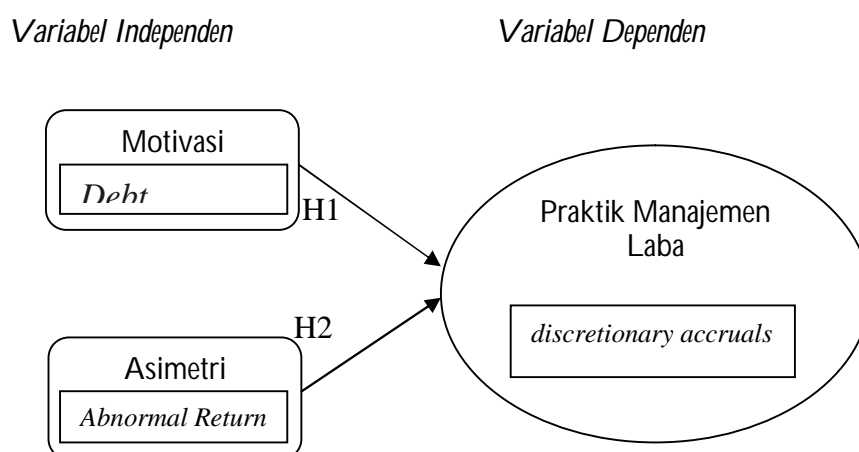 Variabel Independen
Variabel Dependen
Motivasi
Debt
H1
Praktik Manajemen
Laba
discretionary accruals
H2
Asimetri
Abnormal Return